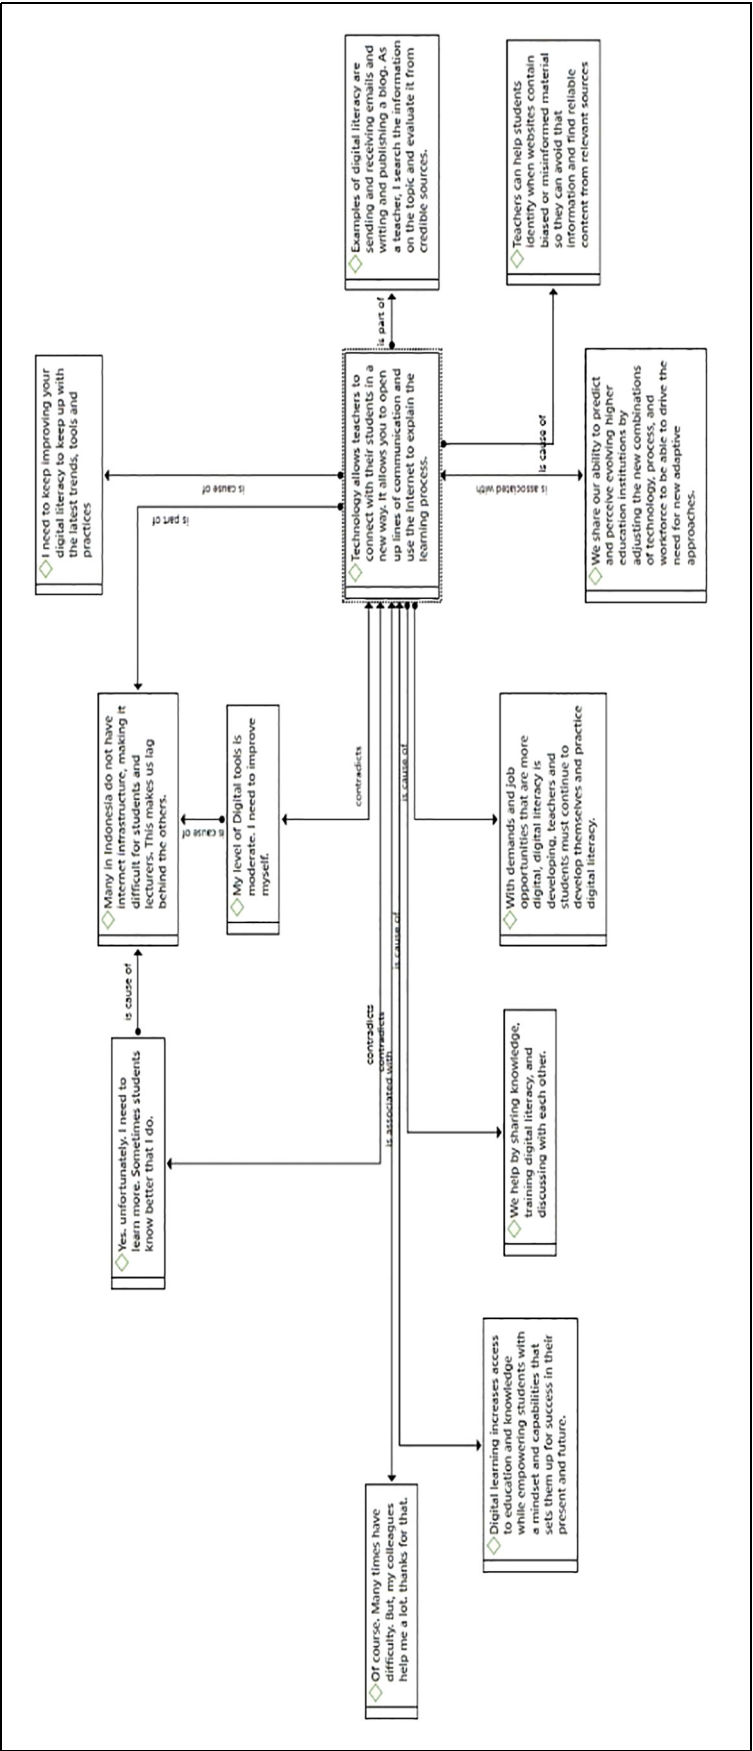 Examples of digital literacy are
sending and receiving emails and
writing and publishing a blog. As
a teacher, I search the information
on the topic and evaluate it from
credible sources.
Teachers can help students
identify when websites contain
biased or misinformed material
so they can avoid that
information and find reliable
content from relevant sources
is part of
I need to keep improving your
digital literacy to keep up with
the latest trends, tools and
practices
is cause of
is part of
Technology allows teachers to
connect with their students in a
new way. It allows you to open
up lines of communication and
use the Internet to explain the
learning process.
is cause of
is associated with
We share our ability to predict
and perceive evolving higher
education institutions by
adjusting the new combinations
of technology, process, and
workforce to be able to drive the
need for new adaptive
approaches.
Many in Indonesia do not have
internet infrastructure, making it
difficult for students and
lecturers. This makes us lag
behind the others.
is cause of
My level of Digital tools is
moderate. I need to improve
myself.
contradicts
is cause of
With demands and job
opportunities that are more
digital, digital literacy is
developing, teachers and
students must continue to
develop themselves and practice
digital literacy.
is cause of
is cause of
Yes, unfortunately. I need to
learn more. Sometimes students
know better that I do.
contradicts
contradicts
is associated with
We help by sharing knowledge,
training digital literacy, and
discussing with each other.
Digital learning increases access
to education and knowledge
while empowering students with
a mindset and capabilities that
sets them up for success in their
present and future.
Of course. Many times have
difficulty. But, my colleagues
help me a lot, thanks for that.